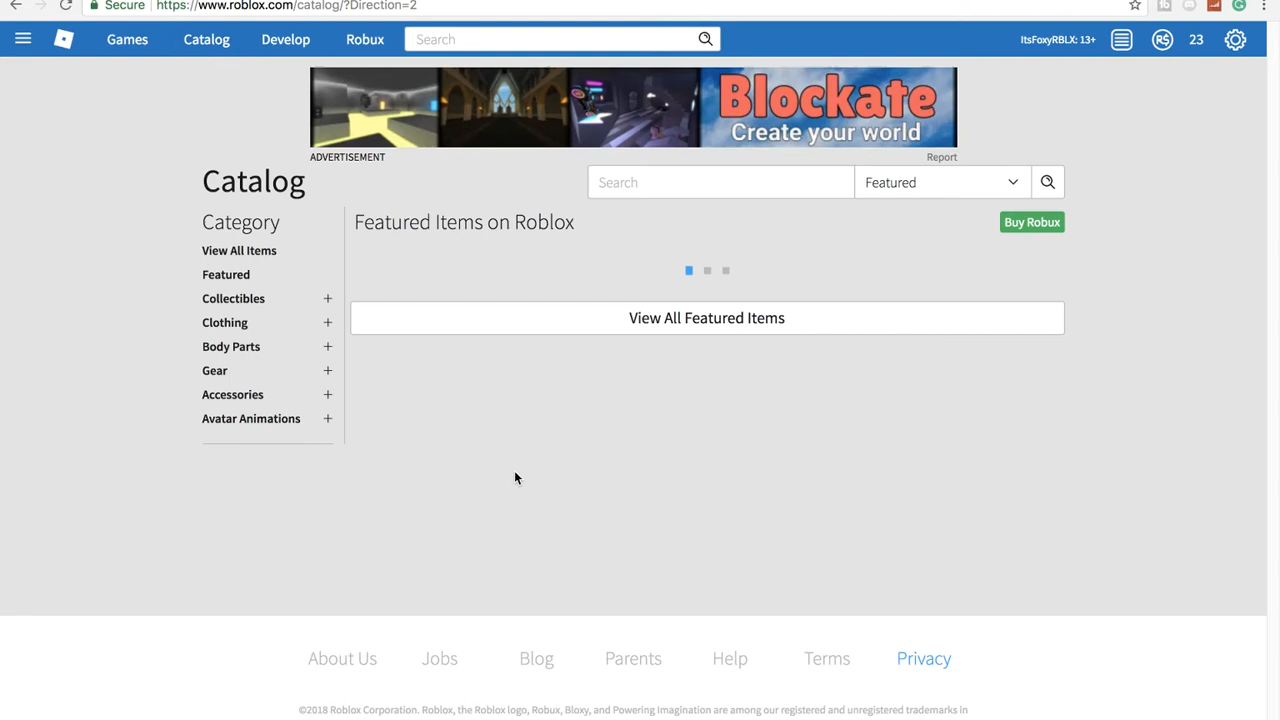 Secure https://www.roblox.com/catalog/?Direction=2
Games Catalog Develop Robux Search ItsFoxyRBLX: 13+ R$ 23
Blockate
Create your world
ADVERTISEMENT Report
Catalog Search Featured
Category Featured Items on Roblox Buy Robux
View All Items
Featured
Collectibles +
View All Featured Items
Clothing +
Body Parts +
Gear +
Accessories +
Avatar Animations +
About Us Jobs Blog Parents Help Terms Privacy
©2018 Roblox Corporation. Roblox, the Roblox logo, Robux, Bloxy, and Powering Imagination are among our registered and unregistered trademarks in